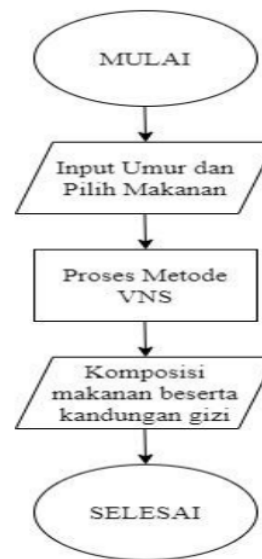 MULAI
Input Umur dan
Pilih Makanan
Proses Metode
VNS
Komposisi
makanan beserta
kandungan gizi
SELESAI